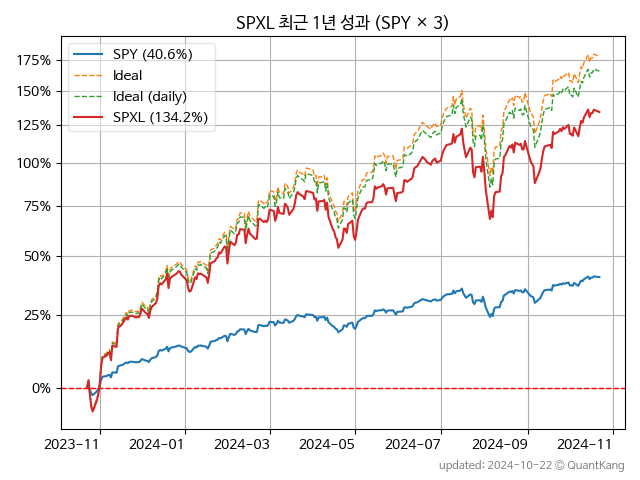 SPXL 최근 1년 성과 (SPY × 3)
SPY (40.6%)
Ideal
Ideal (daily)
SPXL (134.2%)
175%
150%
125%
100%
75%
50%
25%
0%
2023-11
2024-01
2024-03
2024-05
2024-07
2024-09
2024-11
updated: 2024-10-22 © QuantKang